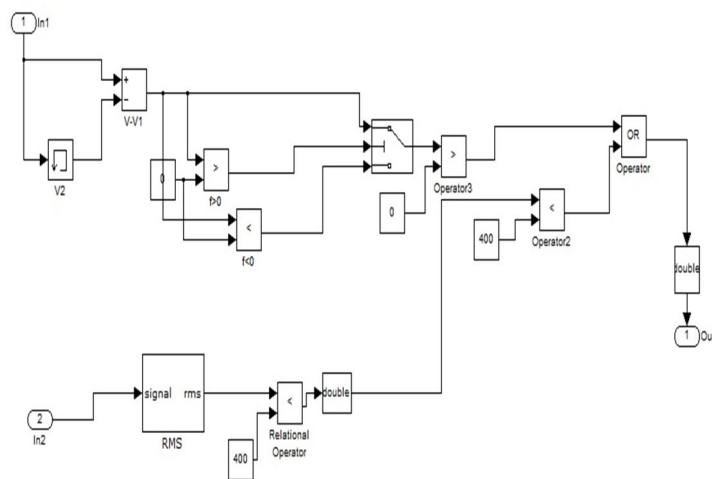 1
In1
+
−
V-V1
V2
0
>
f>0
<
f<0
>
0
Operator3
OR
Operator
<
400
Operator2
double
1
Ou
signal rms
RMS
2
In2
<
400
Relational
Operator
double